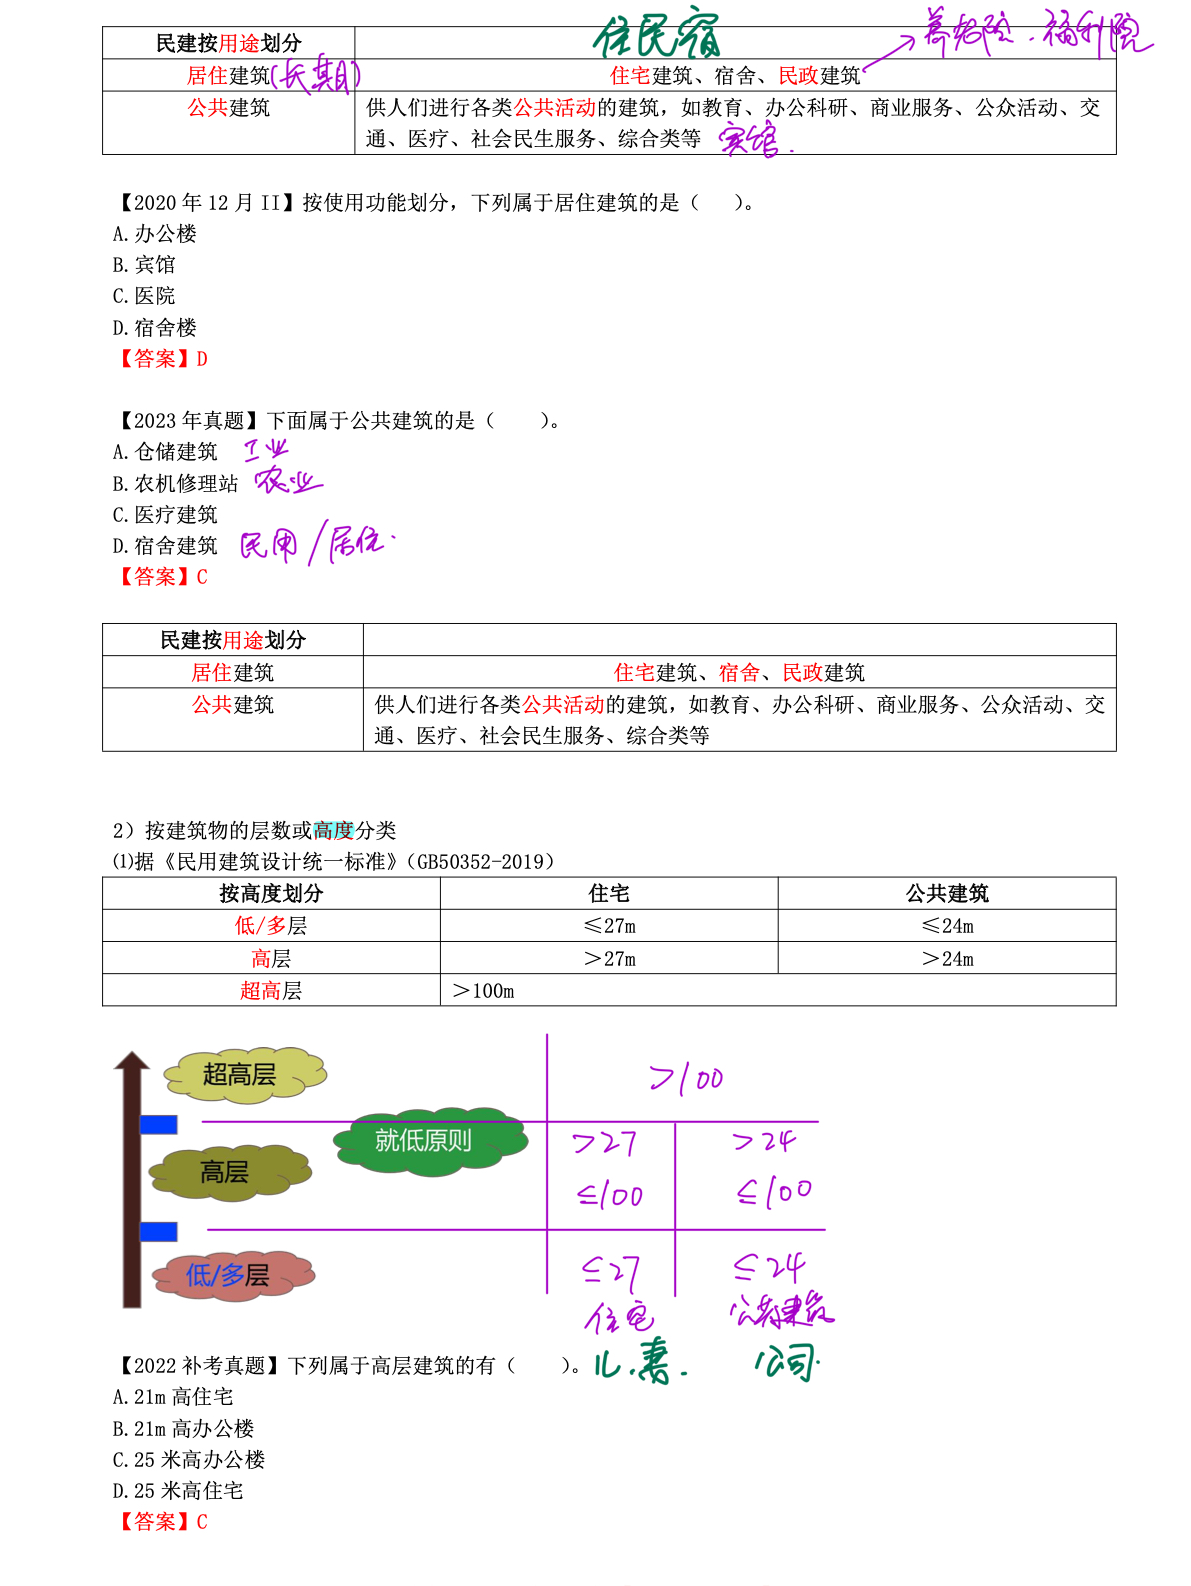 住民宿
养老院.福利院
民建按用途划分
居住建筑(长期) 住宅建筑、宿舍、民政建筑
公共建筑 供人们进行各类公共活动的建筑，如教育、办公科研、商业服务、公众活动、交
通、医疗、社会民生服务、综合类等 宾馆.
【2020 年 12 月 II】按使用功能划分，下列属于居住建筑的是（ ）。
A.办公楼
B.宾馆
C.医院
D.宿舍楼
【答案】D
【2023 年真题】下面属于公共建筑的是（ ）。
A.仓储建筑 工业
B.农机修理站 农业
C.医疗建筑
D.宿舍建筑 民用/居住.
【答案】C
民建按用途划分
居住建筑 住宅建筑、宿舍、民政建筑
公共建筑 供人们进行各类公共活动的建筑，如教育、办公科研、商业服务、公众活动、交
通、医疗、社会民生服务、综合类等
2）按建筑物的层数或高度分类
⑴据《民用建筑设计统一标准》（GB50352-2019）
按高度划分 住宅 公共建筑
低/多层 ≤27m ≤24m
高层 ＞27m ＞24m
超高层 ＞100m
超高层 >100
就低原则 >27 >24
高层 ≤100 ≤100
低/多层 ≤27 ≤24
住宅 公共建筑
【2022 补考真题】下列属于高层建筑的有（ ）。儿.妻. 公司.
A.21m 高住宅
B.21m 高办公楼
C.25 米高办公楼
D.25 米高住宅
【答案】C